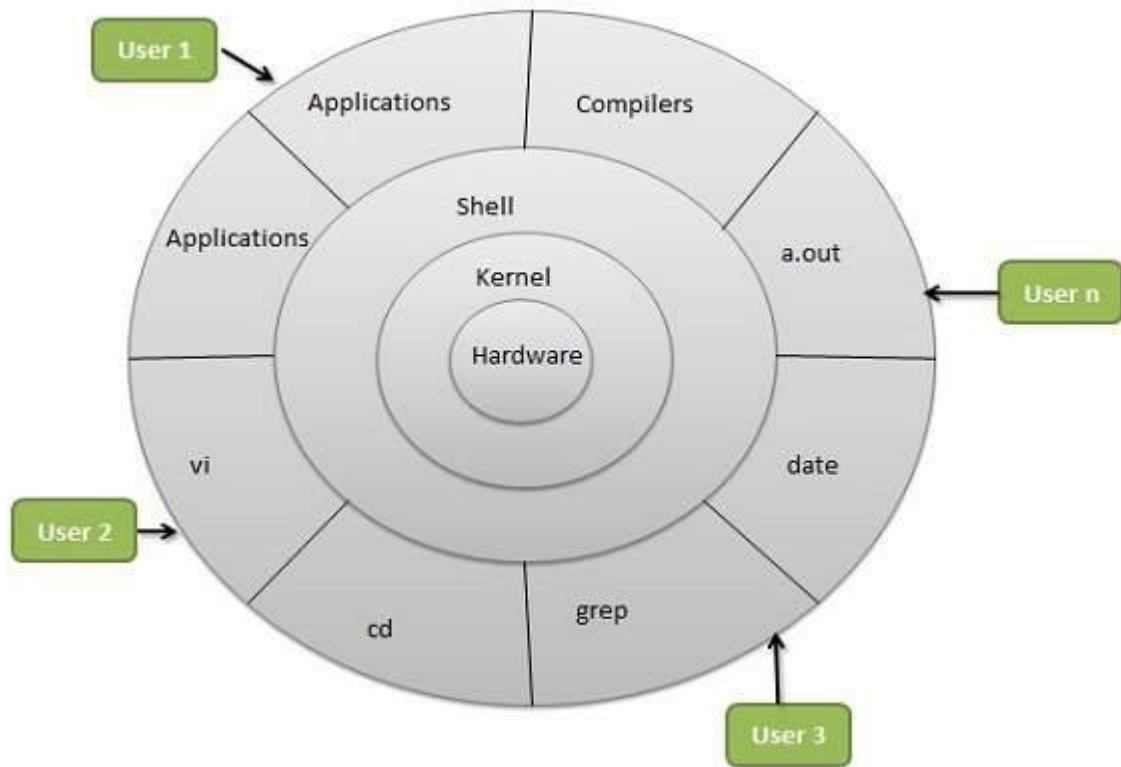 User 1
Applications
Compilers
Shell
Applications
a.out
Kernel
User n
Hardware
vi
date
User 2
cd
grep
User 3